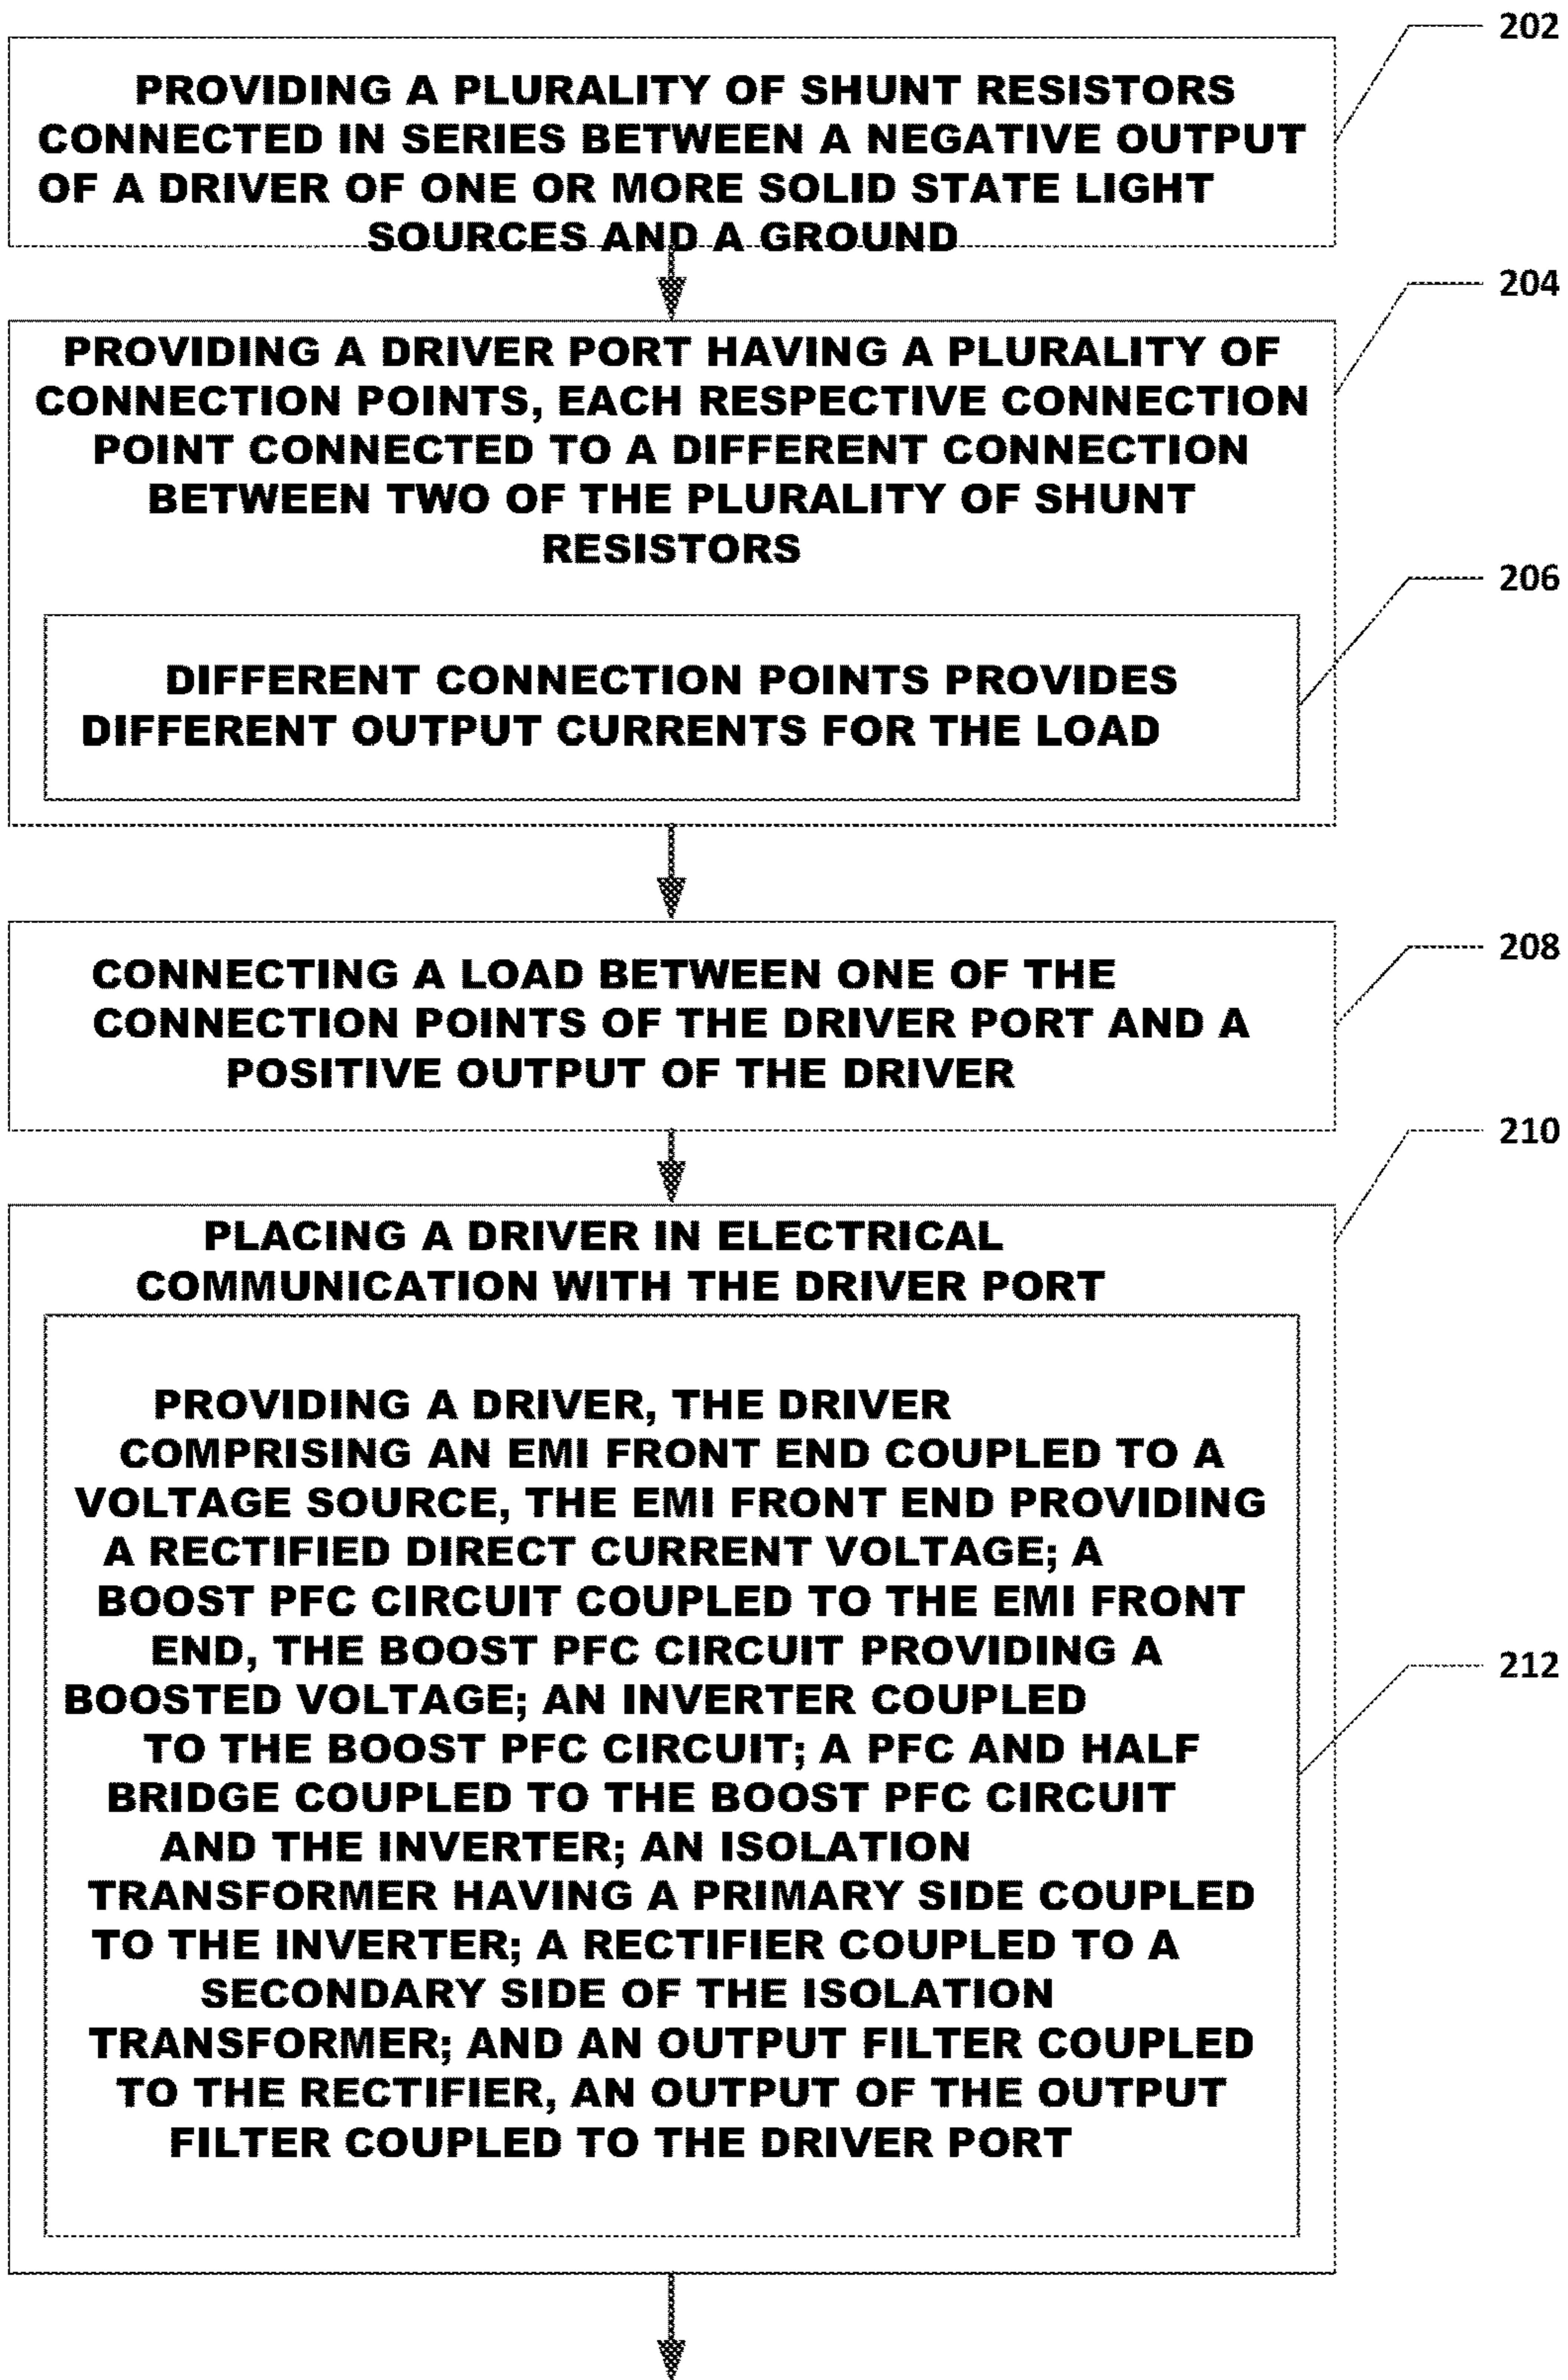 202
PROVIDING A PLURALITY OF SHUNT RESISTORS
CONNECTED IN SERIES BETWEEN A NEGATIVE OUTPUT
OF A DRIVER OF ONE OR MORE SOLID STATE LIGHT
SOURCES AND A GROUND
204
PROVIDING A DRIVER PORT HAVING A PLURALITY OF
CONNECTION POINTS, EACH RESPECTIVE CONNECTION
POINT CONNECTED TO A DIFFERENT CONNECTION
BETWEEN TWO OF THE PLURALITY OF SHUNT
RESISTORS
206
DIFFERENT CONNECTION POINTS PROVIDES
DIFFERENT OUTPUT CURRENTS FOR THE LOAD
208
CONNECTING A LOAD BETWEEN ONE OF THE
CONNECTION POINTS OF THE DRIVER PORT AND A
POSITIVE OUTPUT OF THE DRIVER
210
PLACING A DRIVER IN ELECTRICAL
COMMUNICATION WITH THE DRIVER PORT
PROVIDING A DRIVER, THE DRIVER
COMPRISING AN EMI FRONT END COUPLED TO A
VOLTAGE SOURCE, THE EMI FRONT END PROVIDING
A RECTIFIED DIRECT CURRENT VOLTAGE; A
BOOST PFC CIRCUIT COUPLED TO THE EMI FRONT
END, THE BOOST PFC CIRCUIT PROVIDING A
212
BOOSTED VOLTAGE; AN INVERTER COUPLED
TO THE BOOST PFC CIRCUIT; A PFC AND HALF
BRIDGE COUPLED TO THE BOOST PFC CIRCUIT
AND THE INVERTER; AN ISOLATION
TRANSFORMER HAVING A PRIMARY SIDE COUPLED
TO THE INVERTER; A RECTIFIER COUPLED TO A
SECONDARY SIDE OF THE ISOLATION
TRANSFORMER; AND AN OUTPUT FILTER COUPLED
TO THE RECTIFIER, AN OUTPUT OF THE OUTPUT
FILTER COUPLED TO THE DRIVER PORT